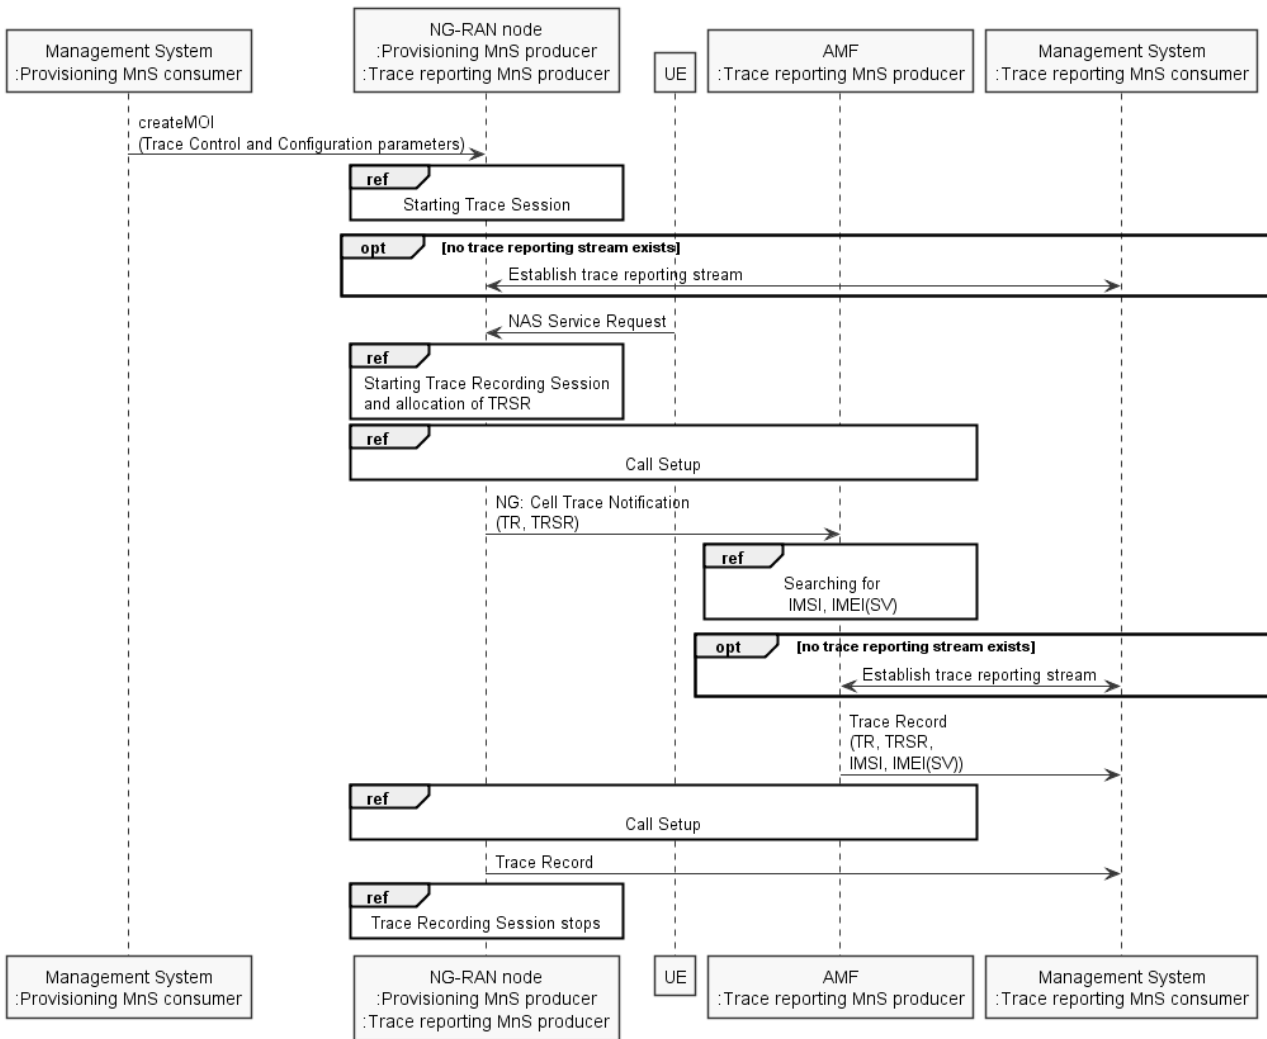 Management System
:Provisioning MnS consumer
NG-RAN node
:Provisioning MnS producer
:Trace reporting MnS producer
UE
AMF
:Trace reporting MnS producer
Management System
:Trace reporting MnS consumer
createMOI
(Trace Control and Configuration parameters)
ref
Starting Trace Session
opt
[no trace reporting stream exists]
Establish trace reporting stream
NAS Service Request
ref
Starting Trace Recording Session
and allocation of TRSR
ref
Call Setup
NG: Cell Trace Notification
(TR, TRSR)
ref
Searching for
IMSI, IMEI(SV)
opt
[no trace reporting stream exists]
Establish trace reporting stream
Trace Record
(TR, TRSR,
IMSI, IMEI(SV))
ref
Call Setup
Trace Record
ref
Trace Recording Session stops
Management System
:Provisioning MnS consumer
NG-RAN node
:Provisioning MnS producer
:Trace reporting MnS producer
UE
AMF
:Trace reporting MnS producer
Management System
:Trace reporting MnS consumer